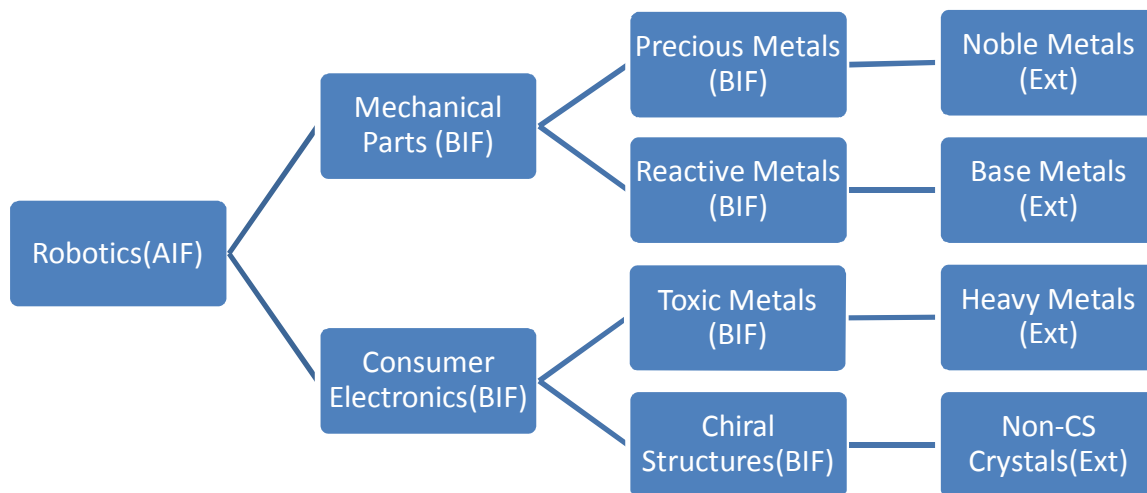 Robotics(AIF)
Mechanical
Parts (BIF)
Precious Metals
(BIF)
Noble Metals
(Ext)
Reactive Metals
(BIF)
Base Metals
(Ext)
Consumer
Electronics(BIF)
Toxic Metals
(BIF)
Heavy Metals
(Ext)
Chiral
Structures(BIF)
Non-CS
Crystals(Ext)